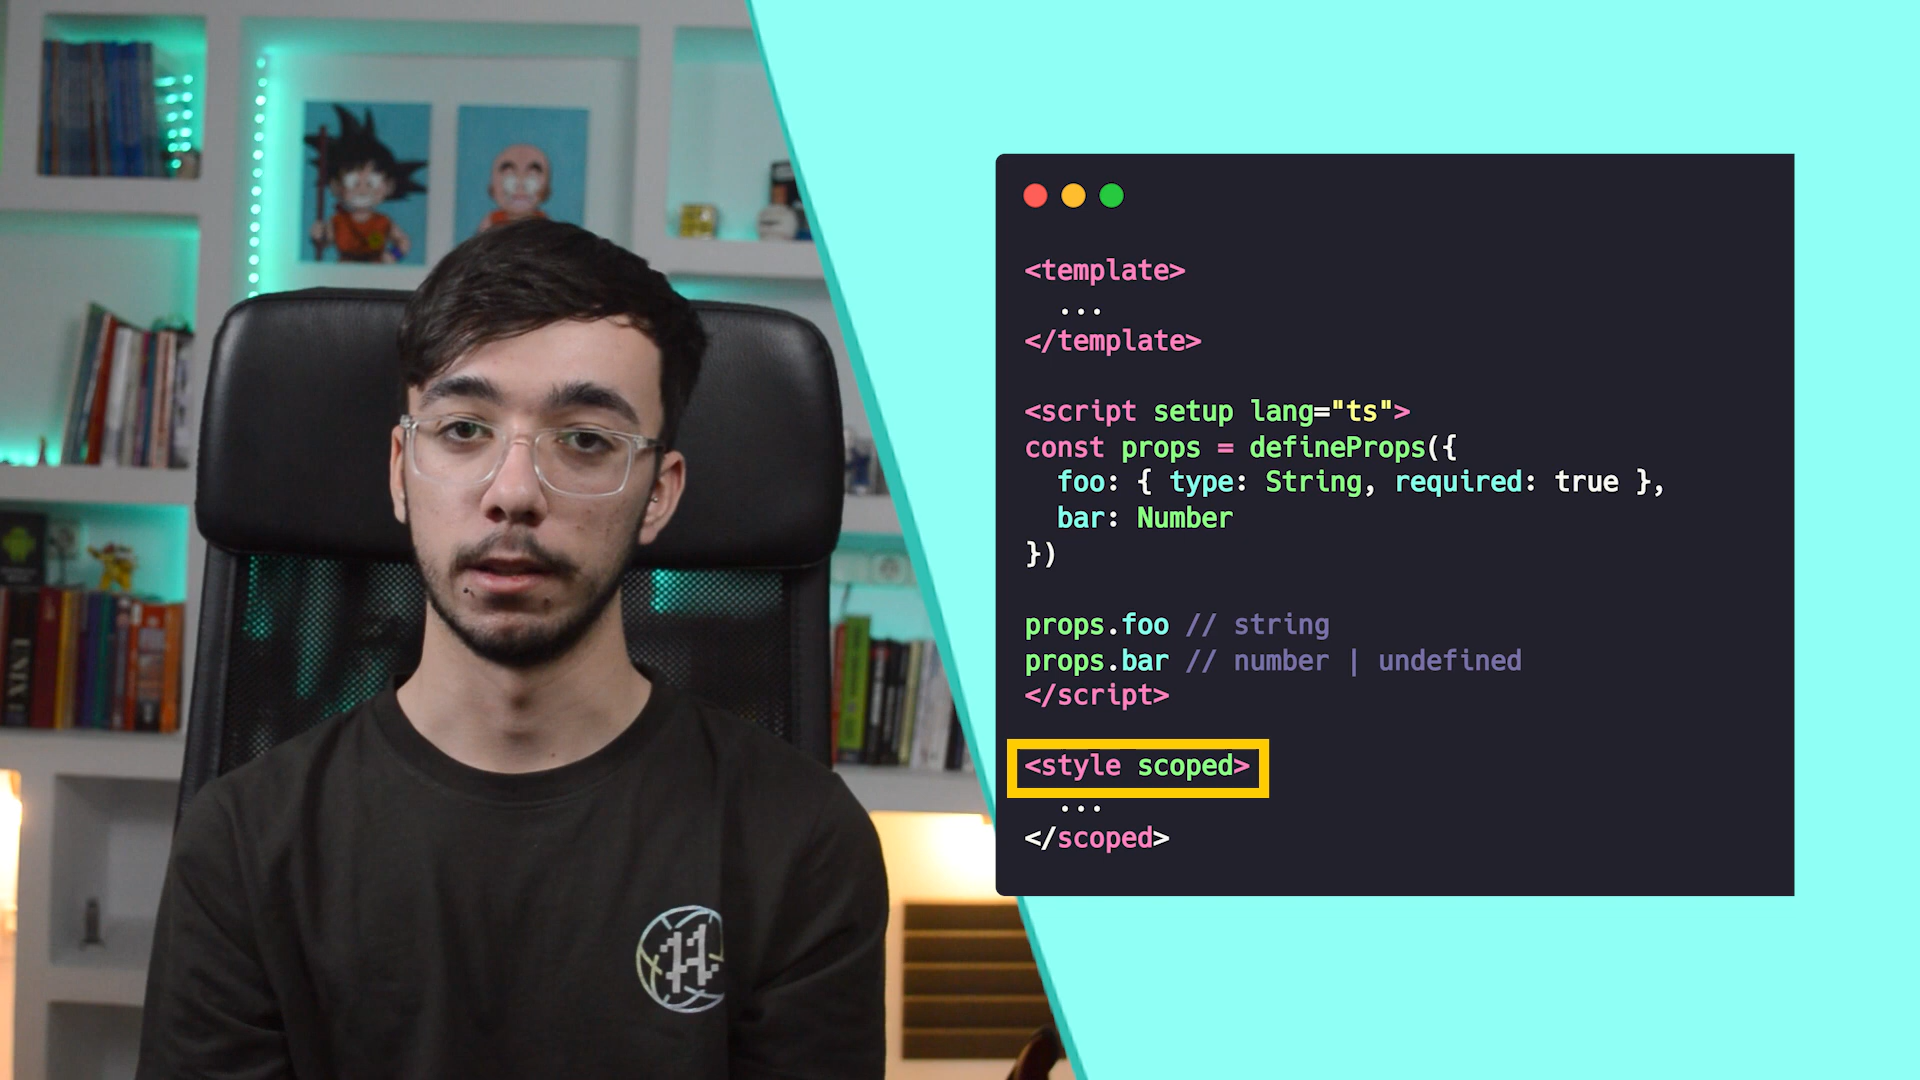 <template>
  ...
</template>
<script setup lang="ts">
const props = defineProps({
  foo: { type: String, required: true },
  bar: Number
})
props.foo // string
props.bar // number | undefined
</script>
<style scoped>
  ...
</scoped>
UNIX